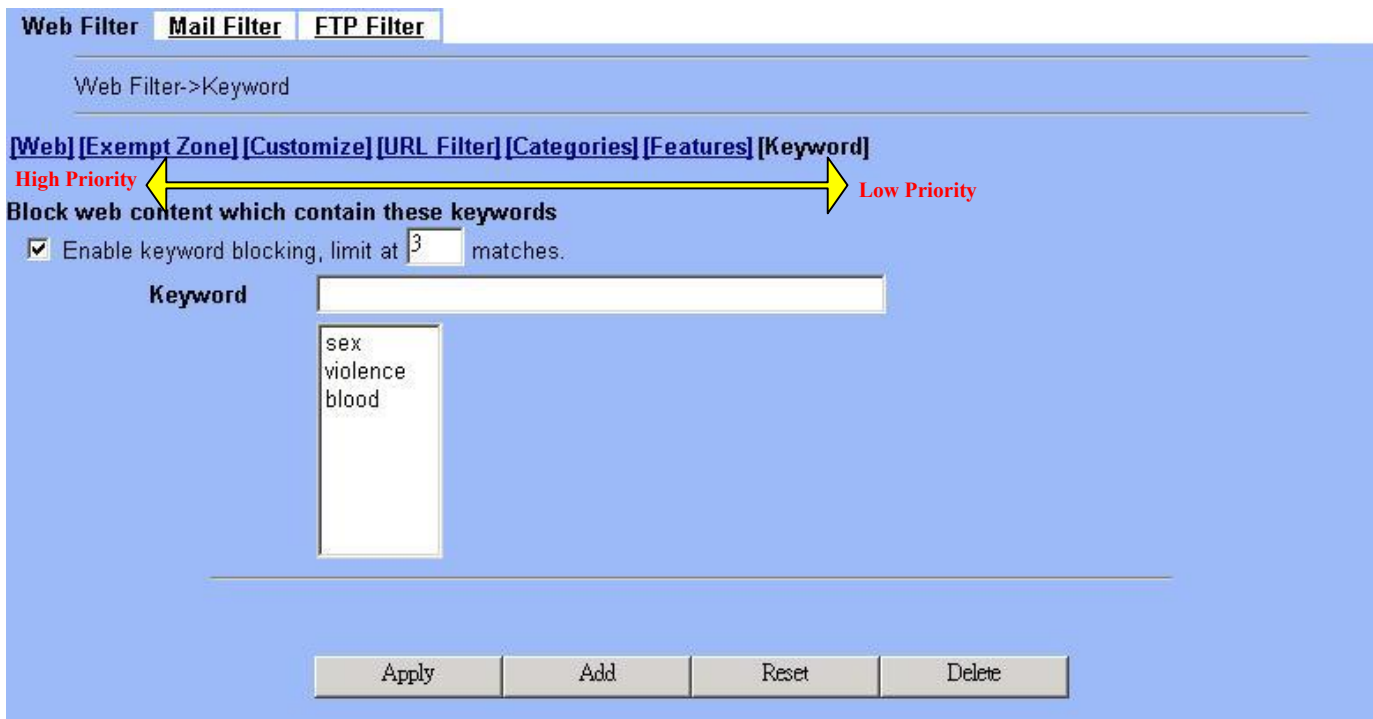 Web Filter Mail Filter FTP Filter
Web Filter->Keyword
[Web] [Exempt Zone] [Customize] [URL Filter] [Categories] [Features] [Keyword]
High Priority Low Priority
Block web content which contain these keywords
Enable keyword blocking, limit at 3 matches.
Keyword
sex
violence
blood
Apply Add Reset Delete